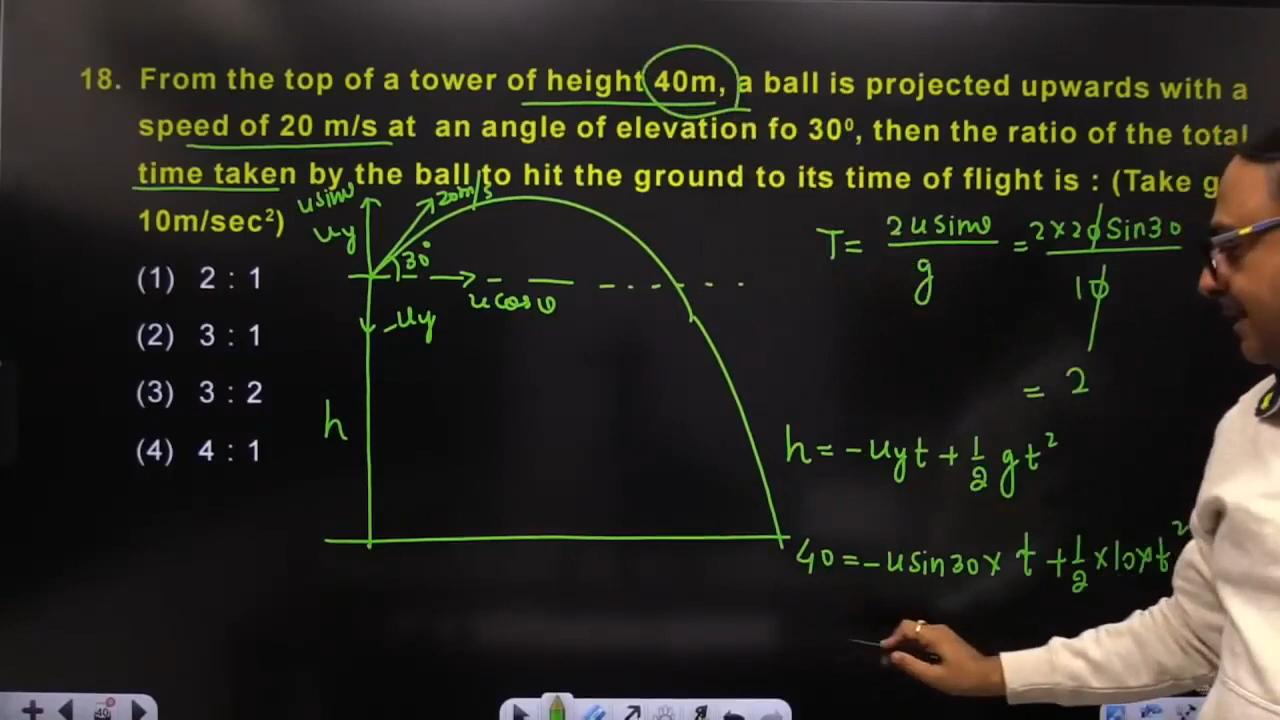 18. From the top of a tower of height 40m, a ball is projected upwards with a
speed of 20 m/s at an angle of elevation fo 30⁰, then the ratio of the total
time taken by the ball to hit the ground to its time of flight is : (Take g
10m/sec²)
(1) 2 : 1
(2) 3 : 1
(3) 3 : 2
(4) 4 : 1
usinθ
uy
20m/s
30°
ucosθ
-uy
h
T= 2usinθ/g = 2×20 Sin30/10
= 2
h = -uyt + 1/2 gt²
40 = -usin30× t + 1/2 ×10×t²
40